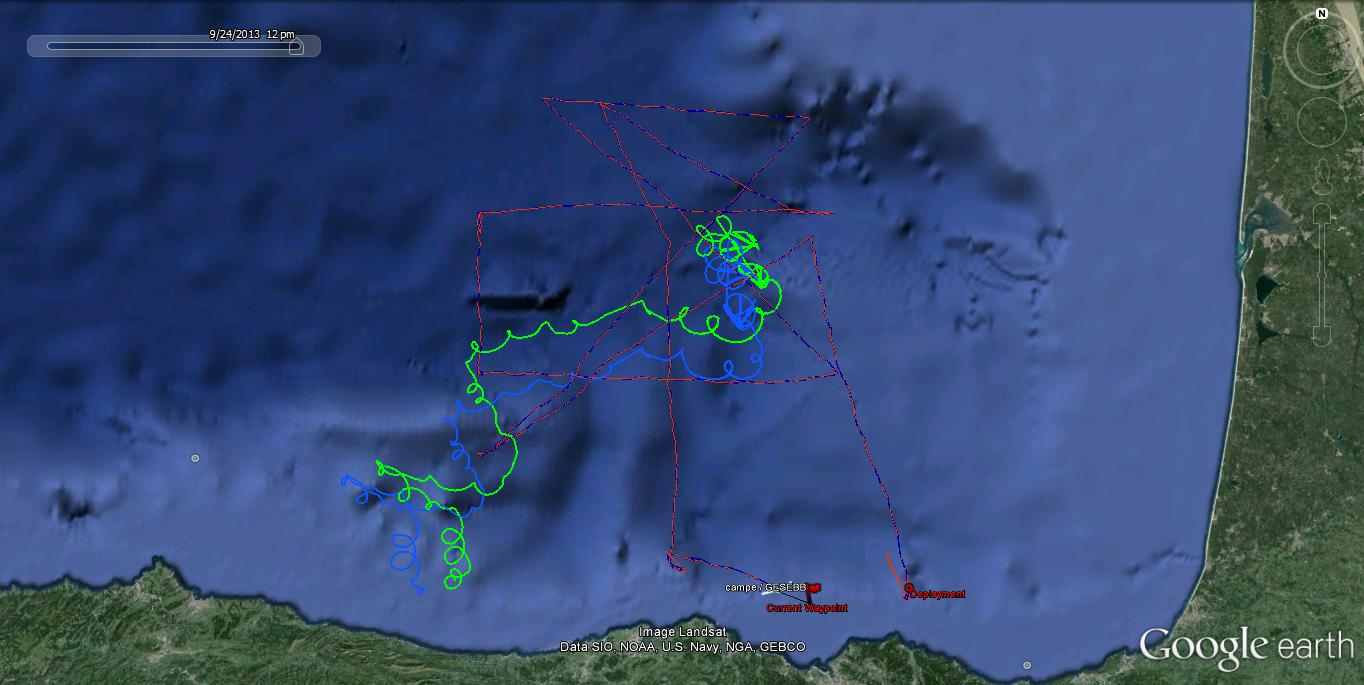 9/24/2013 12 pm
N
campe / GESEBB
Deployment
Current Waypoint
Image Landsat
Data SIO, NOAA, U.S. Navy, NGA, GEBCO
Google earth